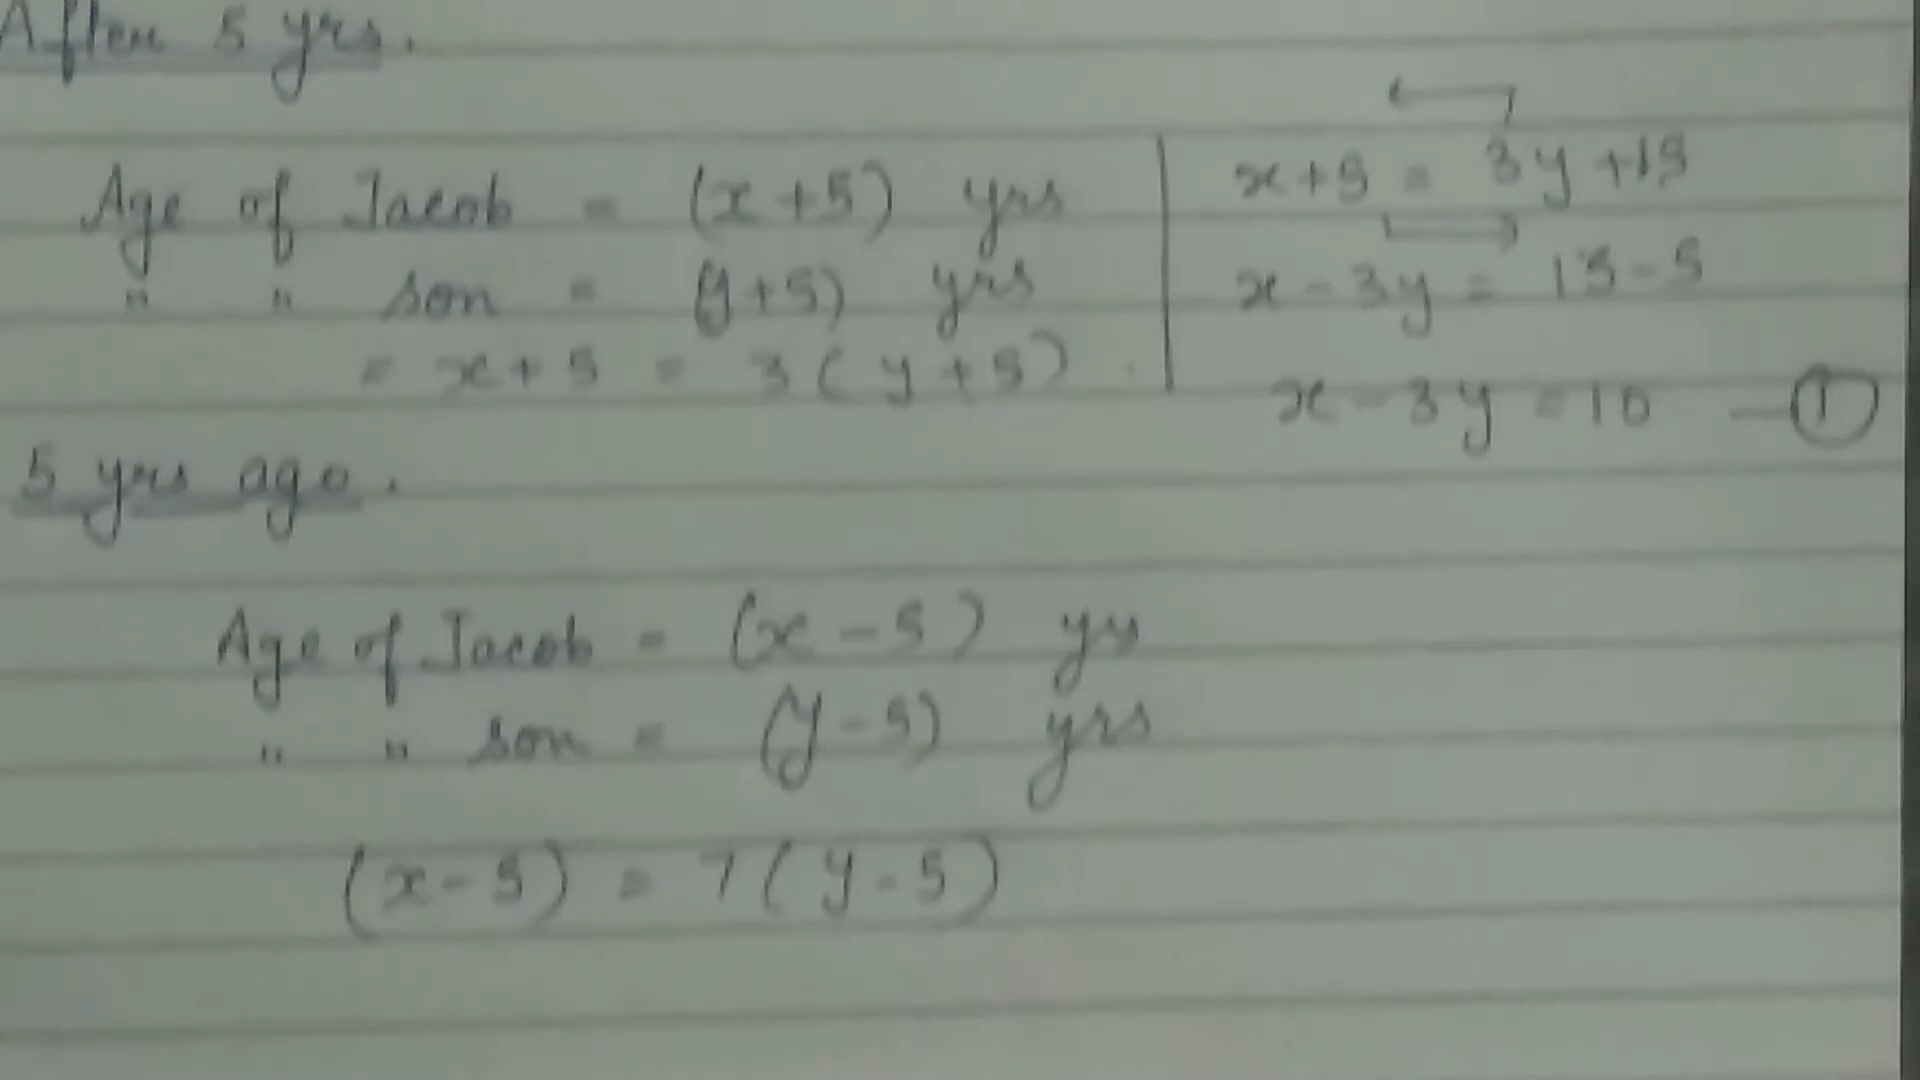 After 5 yrs.
Age of Jacob = (x+5) yrs
" " son = (y+5) yrs
= x+5 = 3(y+5)
x+5 = 3y+15
x-3y = 15-5
x-3y = 10 —①
5 yrs ago.
Age of Jacob = (x-5) yrs
" " son = (y-5) yrs
(x-5) = 7(y-5)